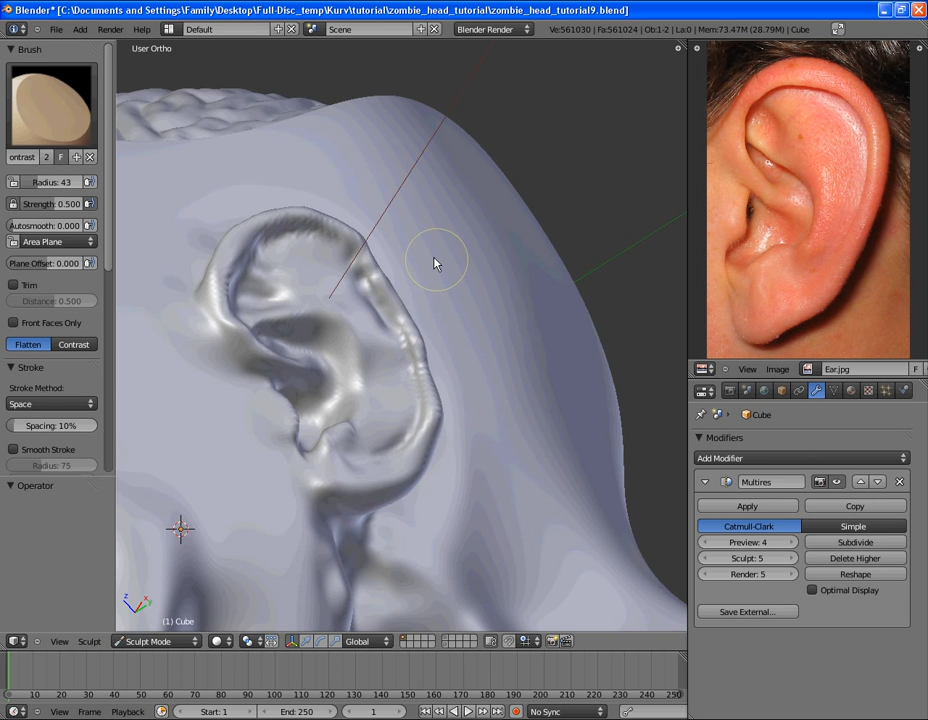 Blender* [C:\Documents and Settings\Family\Desktop\Full-Disc_temp\Kurv\tutorial\zombie_head_tutorial\zombie_head_tutorial9.blend]
File Add Render Help Default Scene Blender Render Ve:561030 | Fa:561024 | Ob:1-2 | La:0 | Mem:73.47M (28.79M) | Cube
Brush
User Ortho
ontrast 2 F
Radius: 43
Strength: 0.500
Autosmooth: 0.000
Area Plane
Plane Offset: 0.000
Trim
Distance: 0.500
Front Faces Only
Flatten Contrast
Stroke
Stroke Method:
Space
Spacing: 10%
Smooth Stroke
Radius: 75
Operator
z x y
(1) Cube
View Sculpt Sculpt Mode Global
View Image Ear.jpg F
Cube
Modifiers
Add Modifier
Multires
Apply Copy
Catmull-Clark Simple
Preview: 4 Subdivide
Sculpt: 5 Delete Higher
Render: 5 Reshape
Optimal Display
Save External...
0 10 20 30 40 50 60 70 80 90 100 110 120 130 140 150 160 170 180 190 200 210 220 230 240 250
View Frame Playback Start: 1 End: 250 1 No Sync